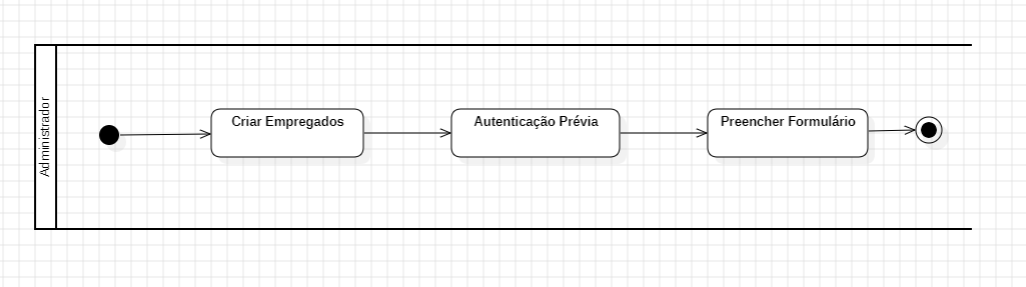 Administrador
Criar Empregados
Autenticação Prévia
Preencher Formulário